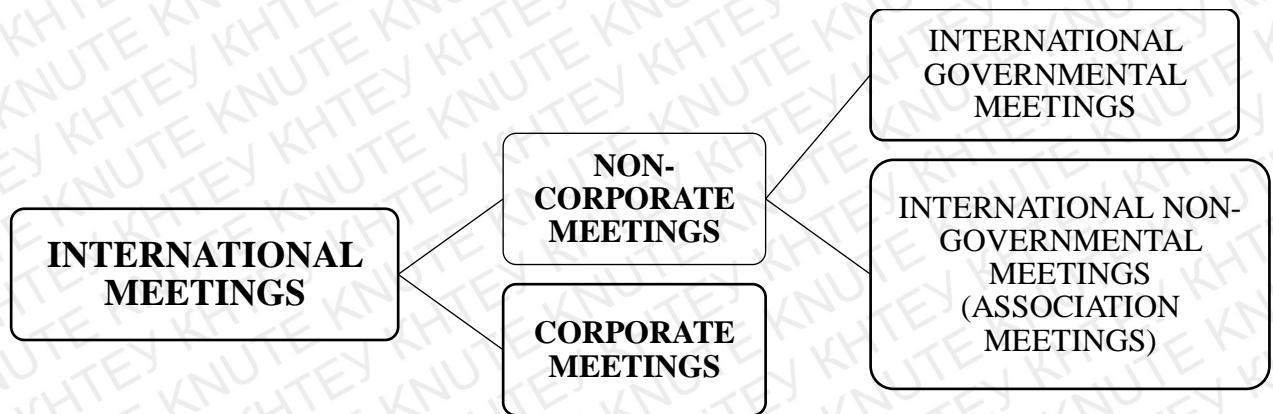 INTERNATIONAL
MEETINGS
NON-
CORPORATE
MEETINGS
CORPORATE
MEETINGS
INTERNATIONAL
GOVERNMENTAL
MEETINGS
INTERNATIONAL NON-
GOVERNMENTAL
MEETINGS
(ASSOCIATION
MEETINGS)